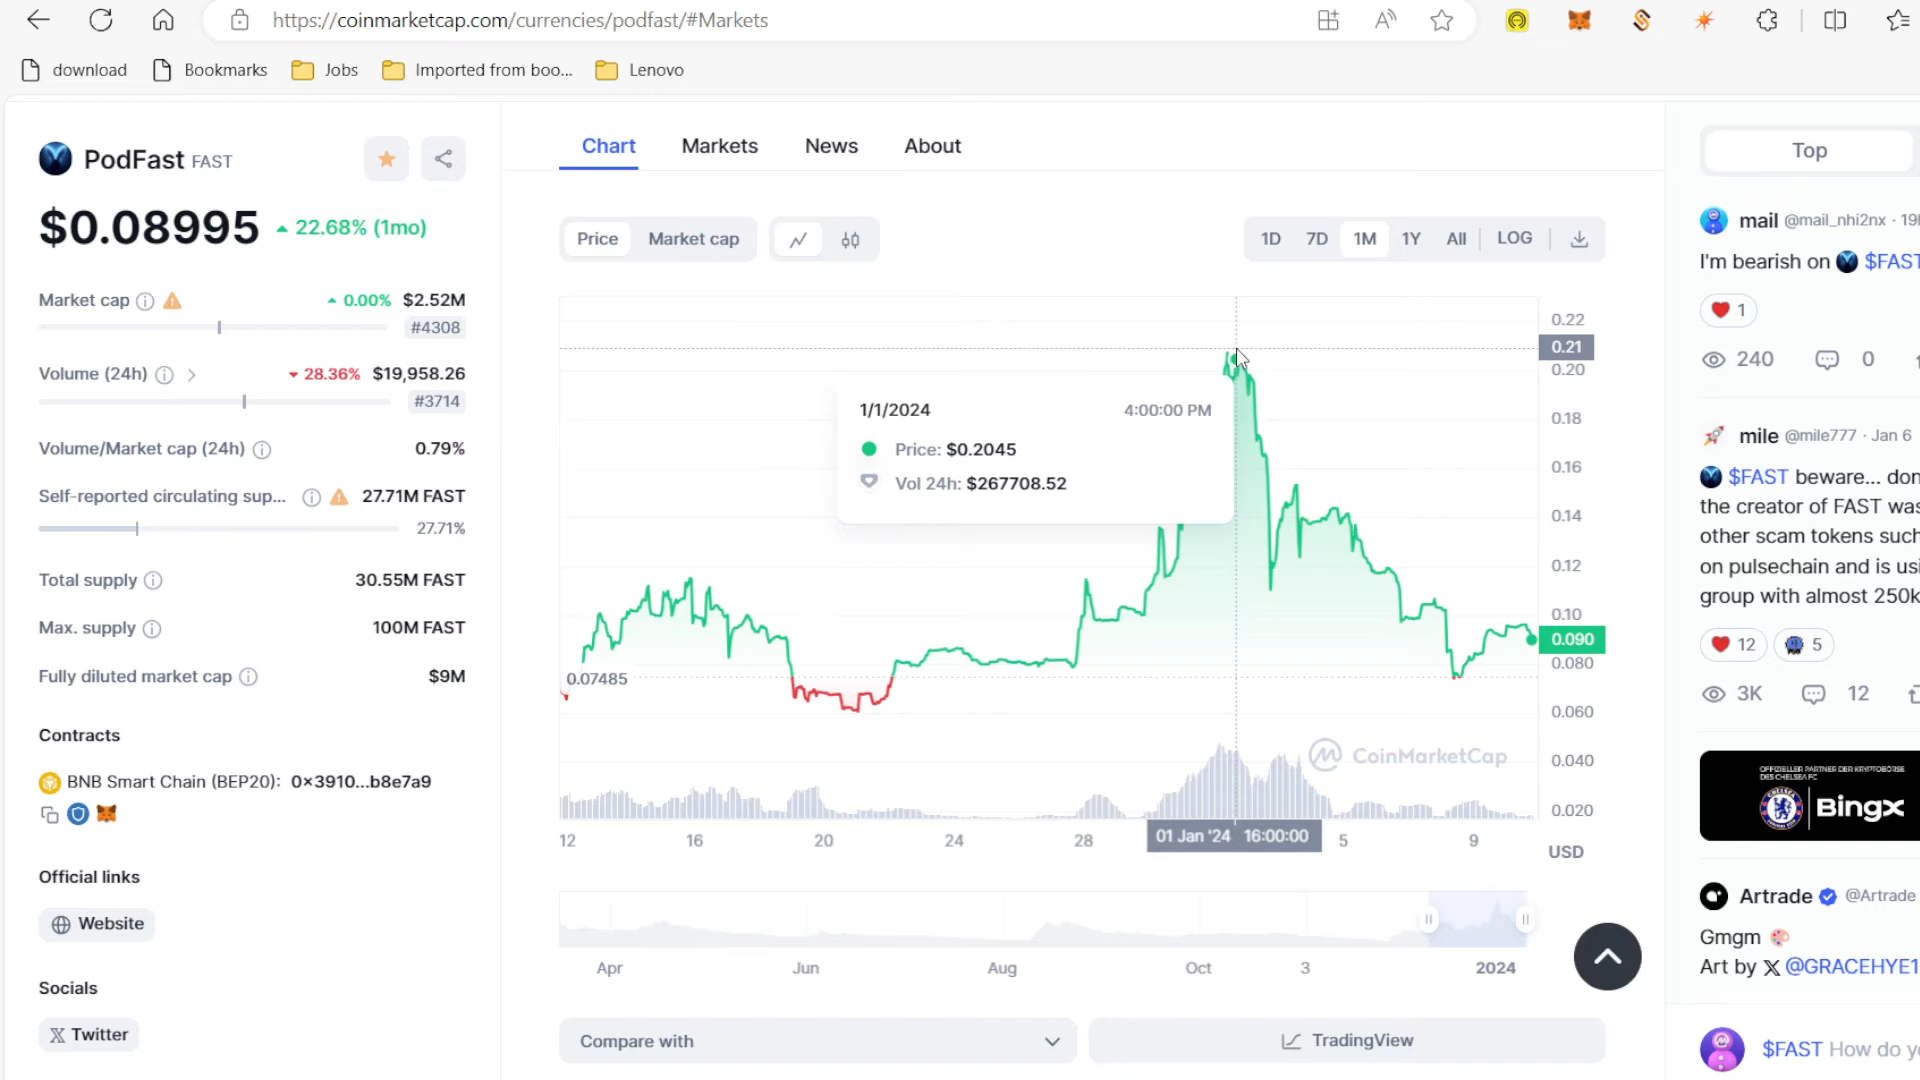 https://coinmarketcap.com/currencies/podfast/#Markets
download
Bookmarks
Jobs
Imported from boo...
Lenovo
PodFast FAST
$0.08995
22.68% (1mo)
Market cap
0.00%
$2.52M
#4308
Volume (24h)
28.36%
$19,958.26
#3714
Volume/Market cap (24h)
0.79%
Self-reported circulating sup...
27.71M FAST
27.71%
Total supply
30.55M FAST
Max. supply
100M FAST
Fully diluted market cap
$9M
Contracts
BNB Smart Chain (BEP20): 0x3910...b8e7a9
Official links
Website
Socials
Twitter
Chart
Markets
News
About
Price
Market cap
1D
7D
1M
1Y
All
LOG
0.22
0.21
0.20
0.18
0.16
0.14
0.12
0.10
0.090
0.080
0.060
0.040
0.020
USD
1/1/2024
4:00:00 PM
Price: $0.2045
Vol 24h: $267708.52
0.07485
CoinMarketCap
12
16
20
24
28
01 Jan '24 16:00:00
5
9
Apr
Jun
Aug
Oct
3
2024
Compare with
TradingView
Top
mail @mail_nhi2nx · 19
I'm bearish on $FAST
1
240
0
mile @mile777 · Jan 6
$FAST beware... don
the creator of FAST was
other scam tokens such
on pulsechain and is usi
group with almost 250k
12
5
3K
12
OFFIZIELLER PARTNER DER KRYPTOBÖRSE
DES CHELSEA FC
BingX
Artrade @Artrade
Gmgm
Art by X @GRACEHYE1
$FAST How do yo